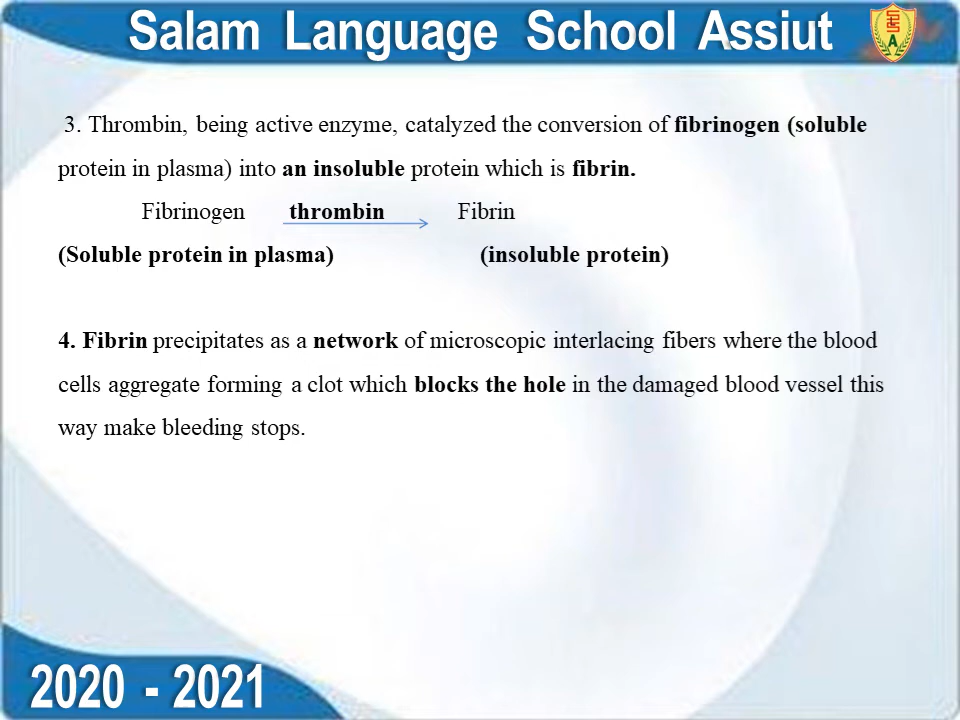 Salam Language School Assiut
3. Thrombin, being active enzyme, catalyzed the conversion of fibrinogen (soluble
protein in plasma) into an insoluble protein which is fibrin.
Fibrinogen thrombin Fibrin
(Soluble protein in plasma) (insoluble protein)
4. Fibrin precipitates as a network of microscopic interlacing fibers where the blood
cells aggregate forming a clot which blocks the hole in the damaged blood vessel this
way make bleeding stops.
2020 - 2021